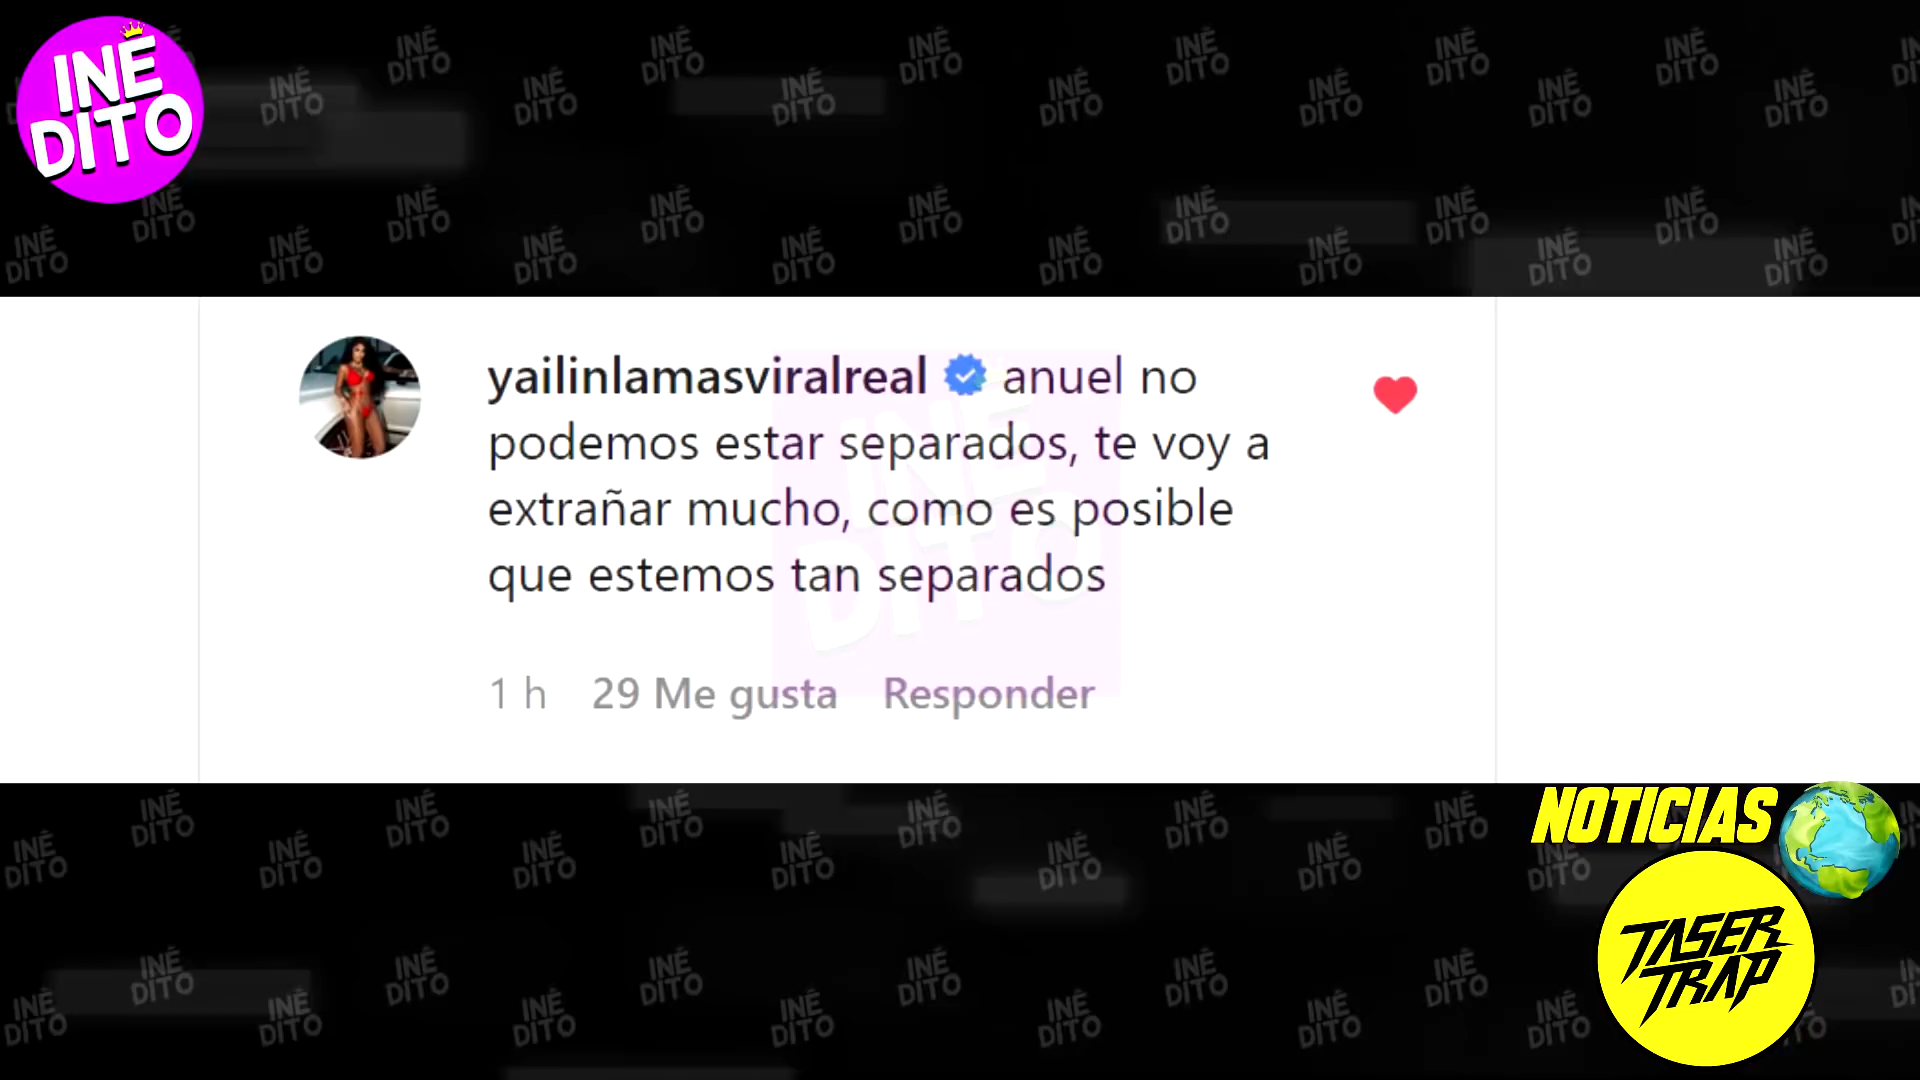 INÉ
DITO
yailinlamasviralreal anuel no
podemos estar separados, te voy a
extrañar mucho, como es posible
que estemos tan separados
1 h 29 Me gusta Responder
NOTICIAS
TASER
TRAP